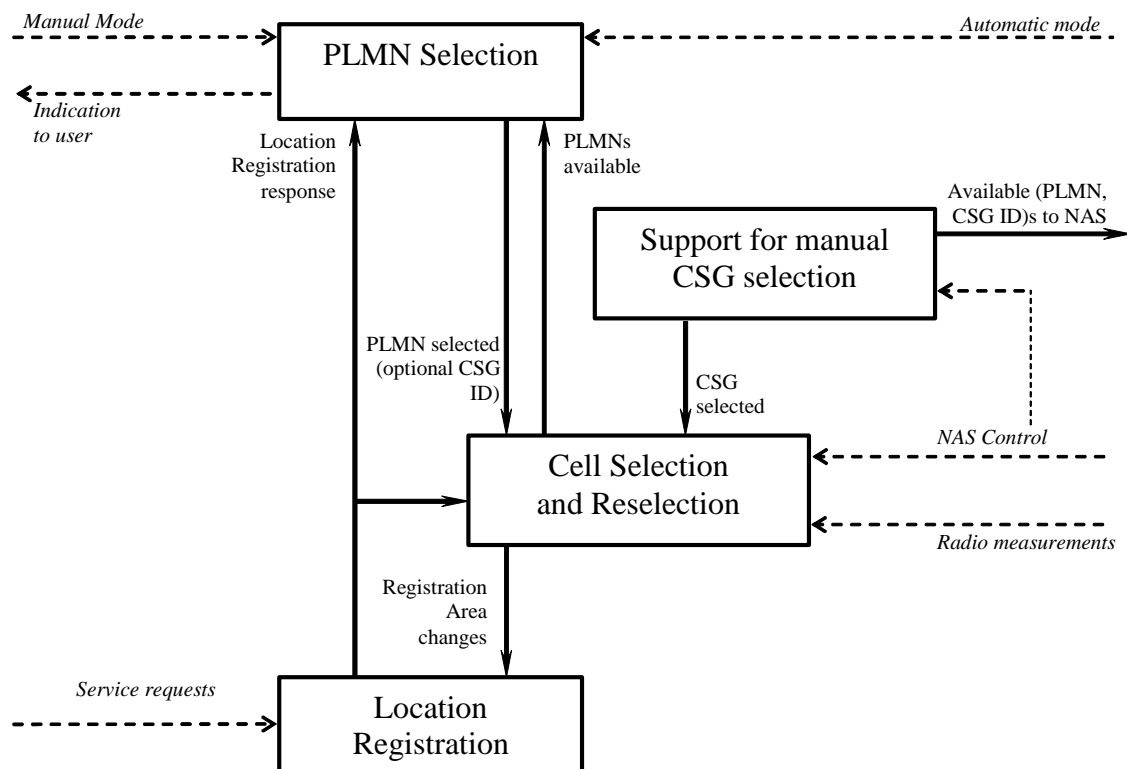 Manual Mode
Automatic mode
PLMN Selection
Indication
to user
Location
Registration
response
PLMNs
available
Available (PLMN,
CSG ID)s to NAS
Support for manual
CSG selection
PLMN selected
(optional CSG
ID)
CSG
selected
NAS Control
Cell Selection
and Reselection
Radio measurements
Registration
Area
changes
Service requests
Location
Registration